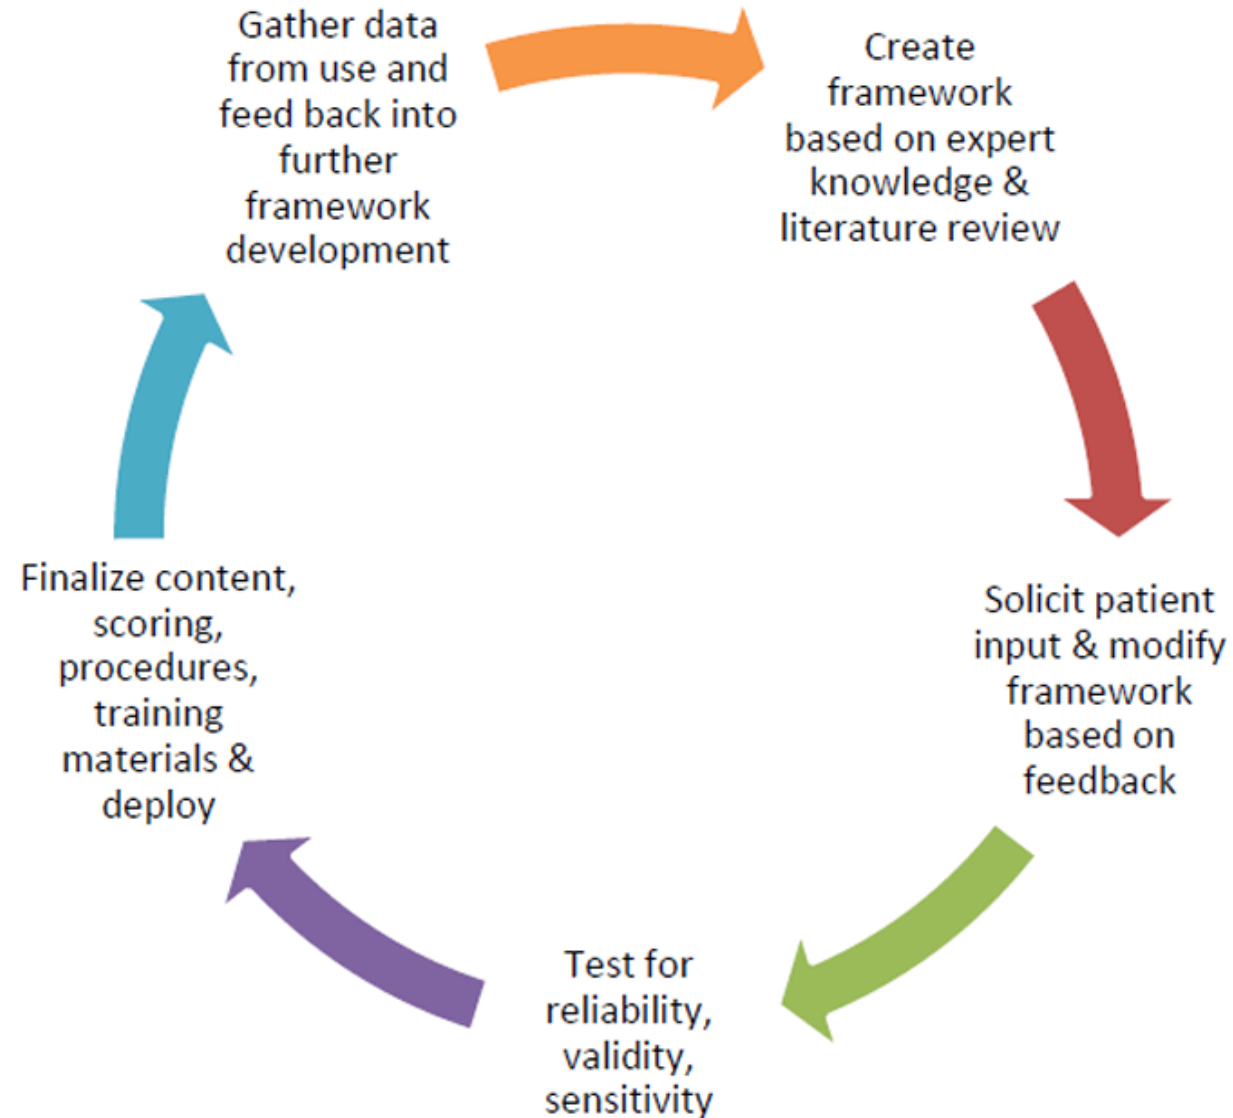 Gather data
from use and
feed back into
further
framework
development
Create
framework
based on expert
knowledge &
literature review
Solicit patient
input & modify
framework
based on
feedback
Test for
reliability,
validity,
sensitivity
Finalize content,
scoring,
procedures,
training
materials &
deploy